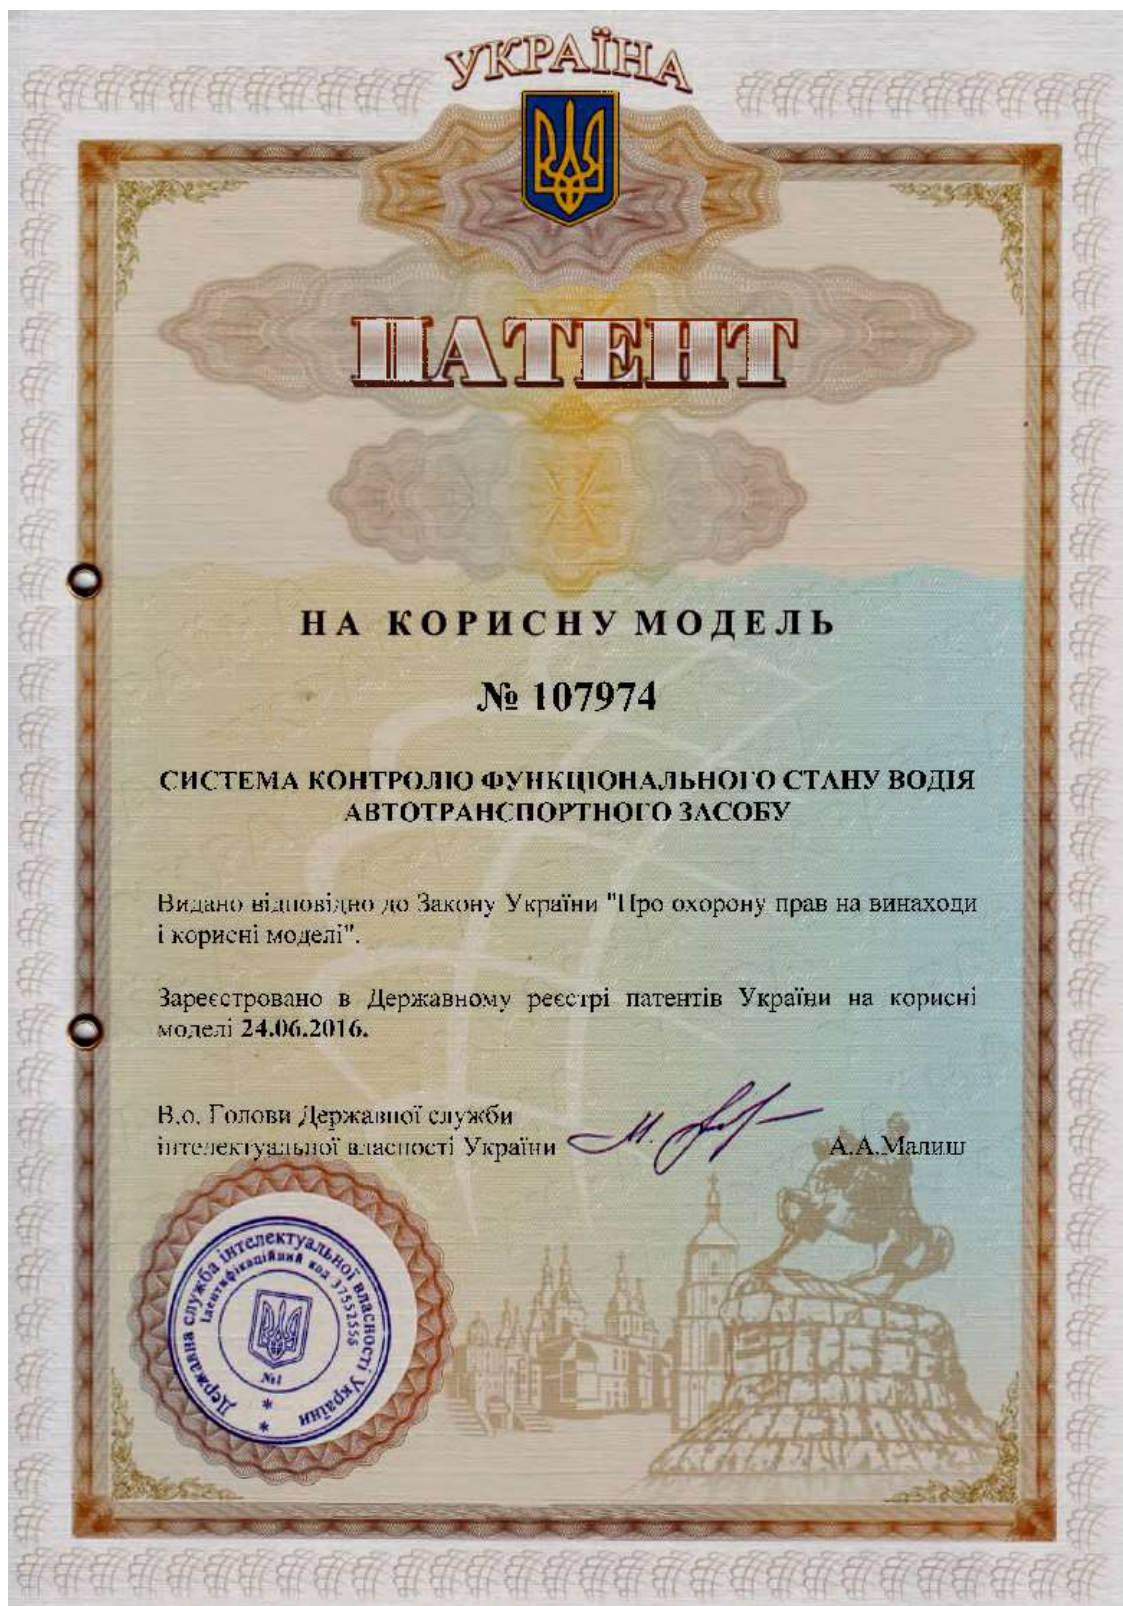 УКРАЇНА
ПАТЕНТ
НА КОРИСНУ МОДЕЛЬ
№ 107974
СИСТЕМА КОНТРОЛЮ ФУНКЦІОНАЛЬНОГО СТАНУ ВОДІЯ
АВТОТРАНСПОРТНОГО ЗАСОБУ
Видано відповідно до Закону України "Про охорону прав на винаходи
і корисні моделі".
Зареєстровано в Державному реєстрі патентів України на корисні
моделі 24.06.2016.
В.о. Голови Державної служби
інтелектуальної власності України
А.А.Малиш
Державна служба інтелектуальної власності України
Ідентифікаційний код 37552556
№1